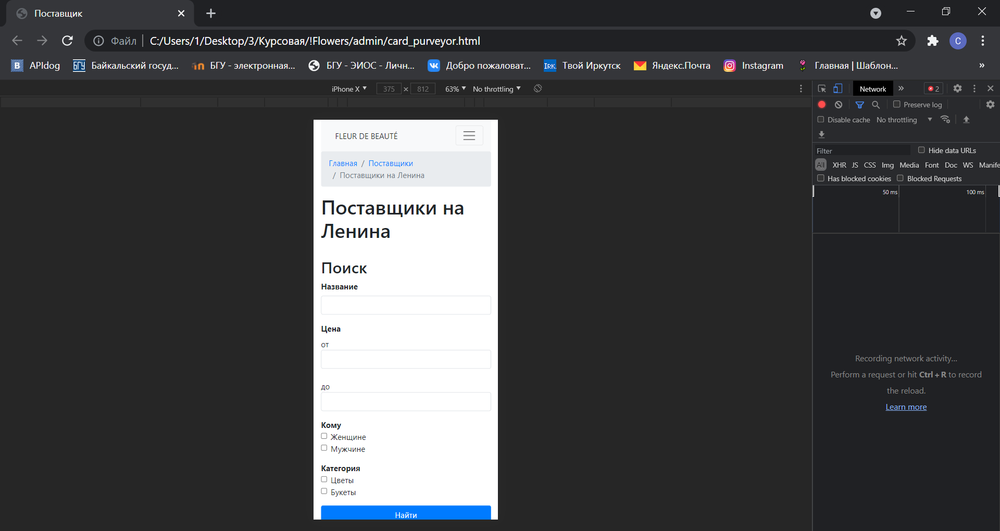 Поставщик
Файл C:/Users/1/Desktop/3/Курсовая/!Flowers/admin/card_purveyor.html
C
B APIdog БГУ Байкальский госуд... БГУ - электронная... БГУ - ЭИОС - Личн... Добро пожаловат... IRK. Твой Иркутск Яндекс.Почта Instagram Главная | Шаблон... »
iPhone X 375 × 812 63% No throttling
Network » 2
Preserve log
Disable cache No throttling
Filter Hide data URLs
All XHR JS CSS Img Media Font Doc WS Manife
Has blocked cookies Blocked Requests
50 ms 100 ms
Recording network activity...
Perform a request or hit Ctrl + R to record
the reload.
Learn more
FLEUR DE BEAUTÉ
Главная / Поставщики
/ Поставщики на Ленина
Поставщики на
Ленина
Поиск
Название
Цена
от
до
Кому
Женщине
Мужчине
Категория
Цветы
Букеты
Найти